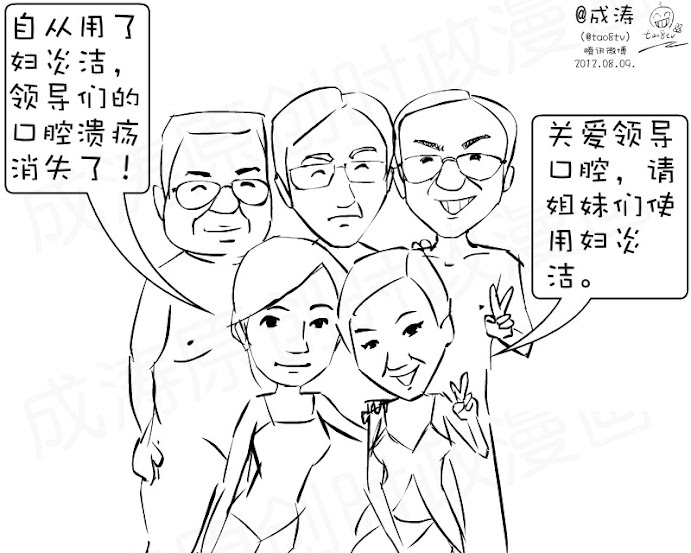 自从用了
妇炎洁，
领导们的
口腔溃疡
消失了！
@成涛
(@tao8tv)
腾讯微博
2012.08.09.
tao8tv
关爱领导
口腔，请
姐妹们使
用妇炎
洁。
成涛原创时政漫画
成涛原创时政漫画